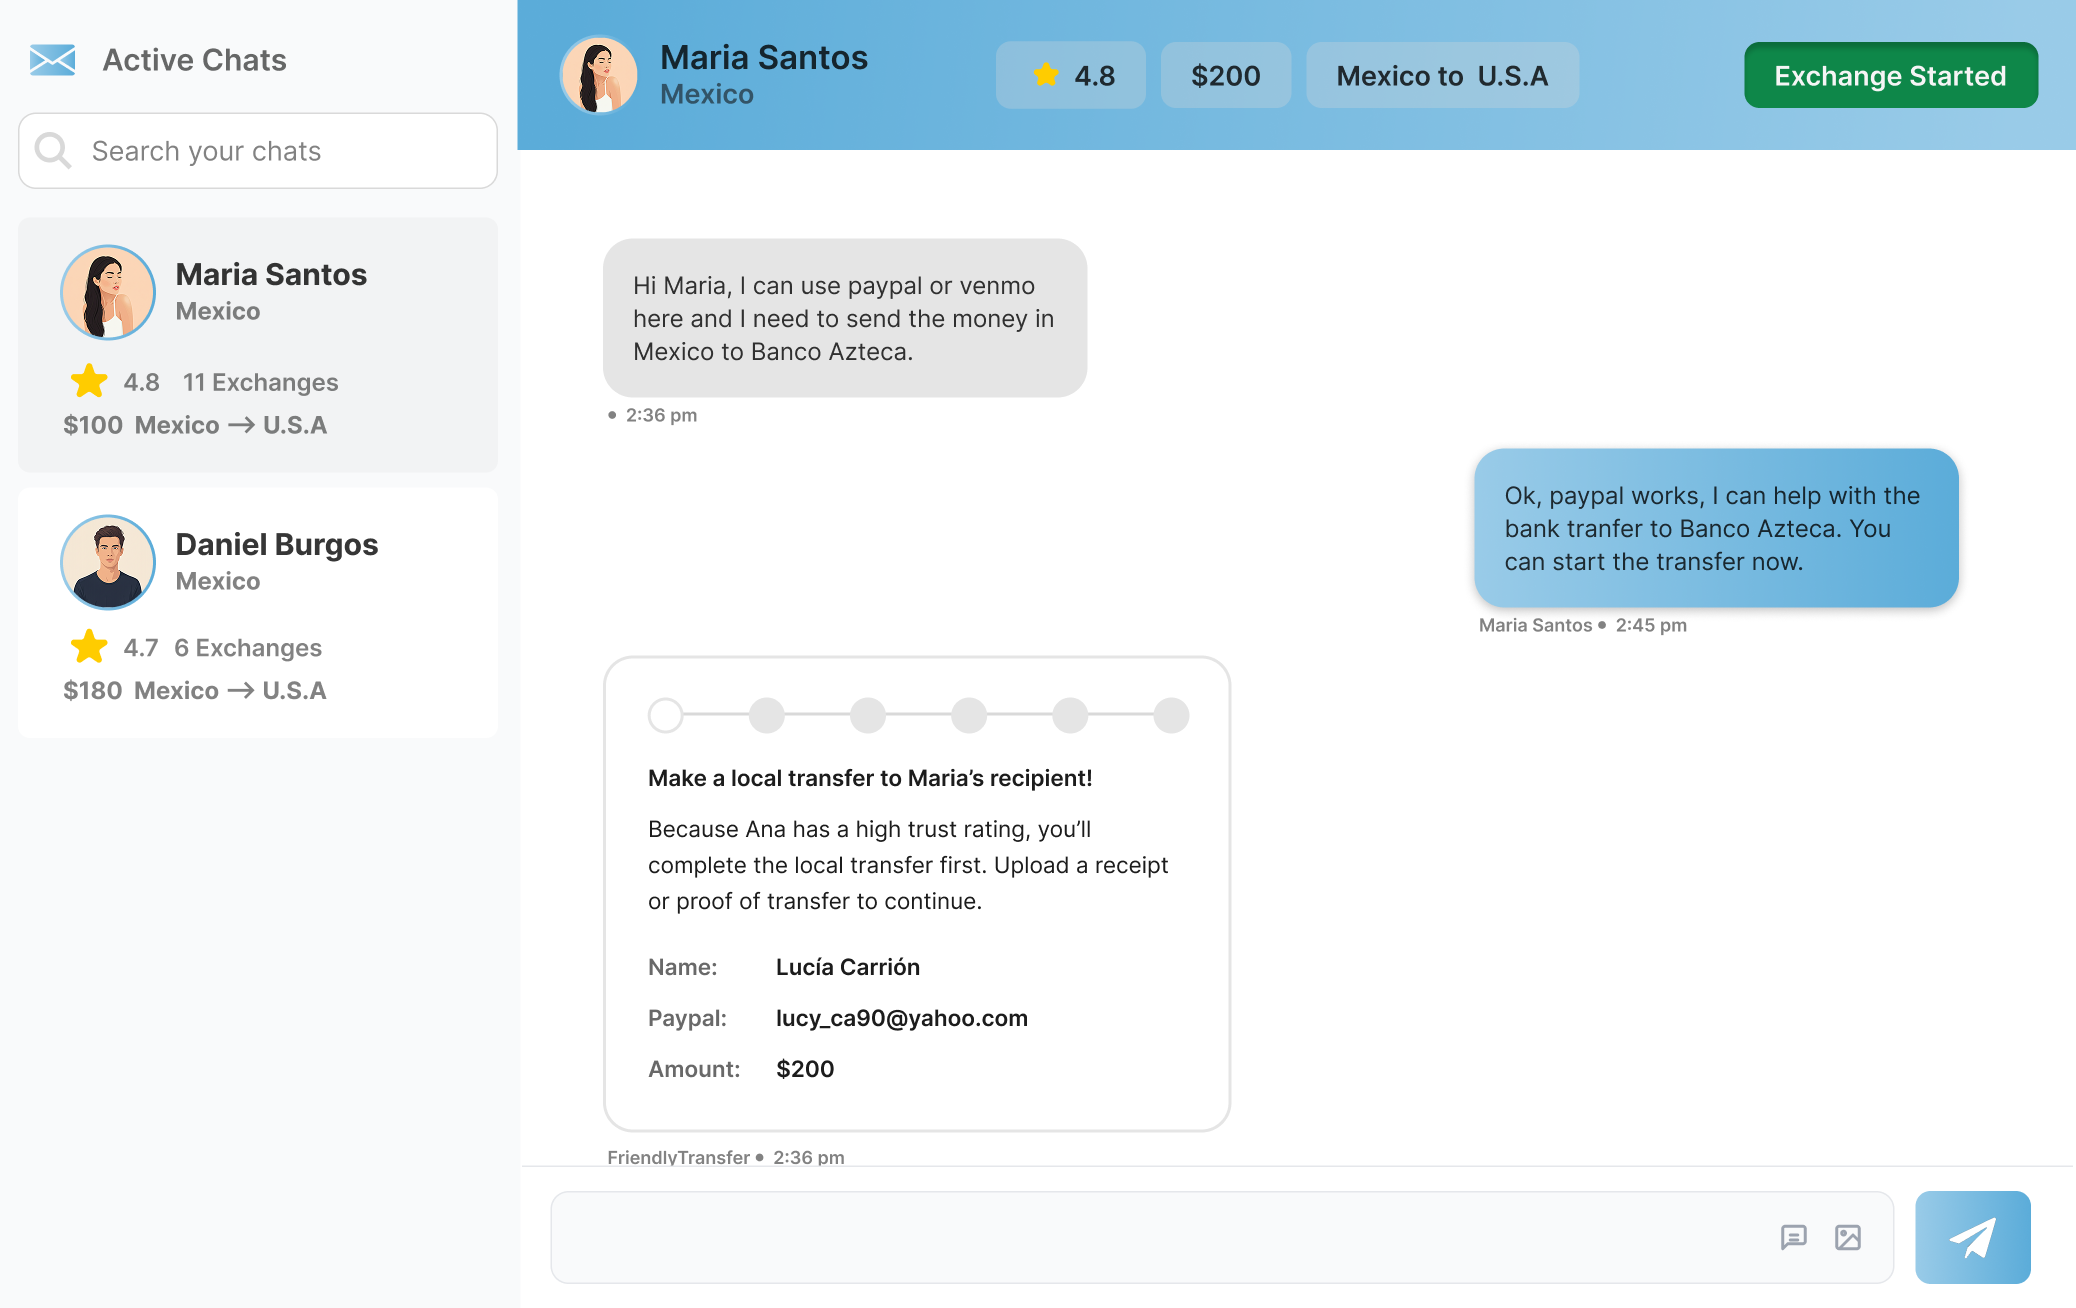 Active Chats
Search your chats
Maria Santos
Mexico
4.8 11 Exchanges
$100 Mexico → U.S.A
Daniel Burgos
Mexico
4.7 6 Exchanges
$180 Mexico → U.S.A
Maria Santos
Mexico
4.8
$200
Mexico to U.S.A
Exchange Started
Hi Maria, I can use paypal or venmo
here and I need to send the money in
Mexico to Banco Azteca.
• 2:36 pm
Ok, paypal works, I can help with the
bank tranfer to Banco Azteca. You
can start the transfer now.
Maria Santos • 2:45 pm
Make a local transfer to Maria’s recipient!
Because Ana has a high trust rating, you’ll
complete the local transfer first. Upload a receipt
or proof of transfer to continue.
Name: Lucía Carrión
Paypal: lucy_ca90@yahoo.com
Amount: $200
FriendlyTransfer • 2:36 pm